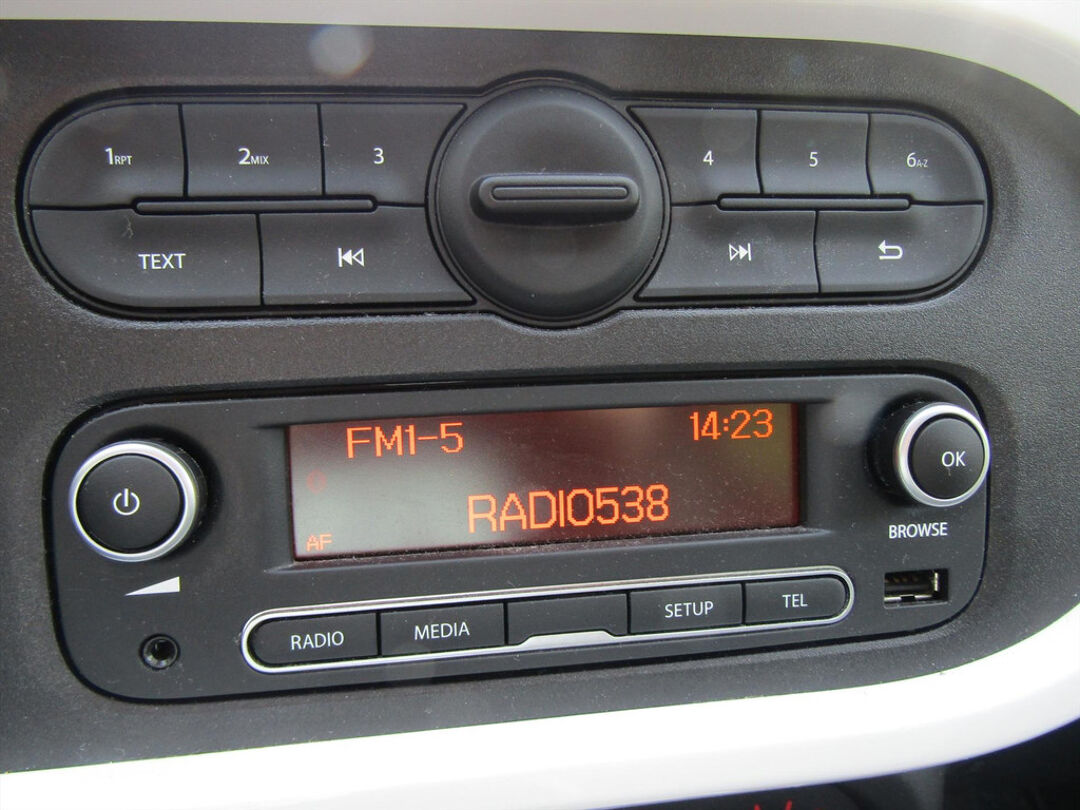 1RPT 2MIX 3 4 5 6A-Z
TEXT
FM1-5 14:23
RADIO538
AF
OK
BROWSE
RADIO MEDIA SETUP TEL